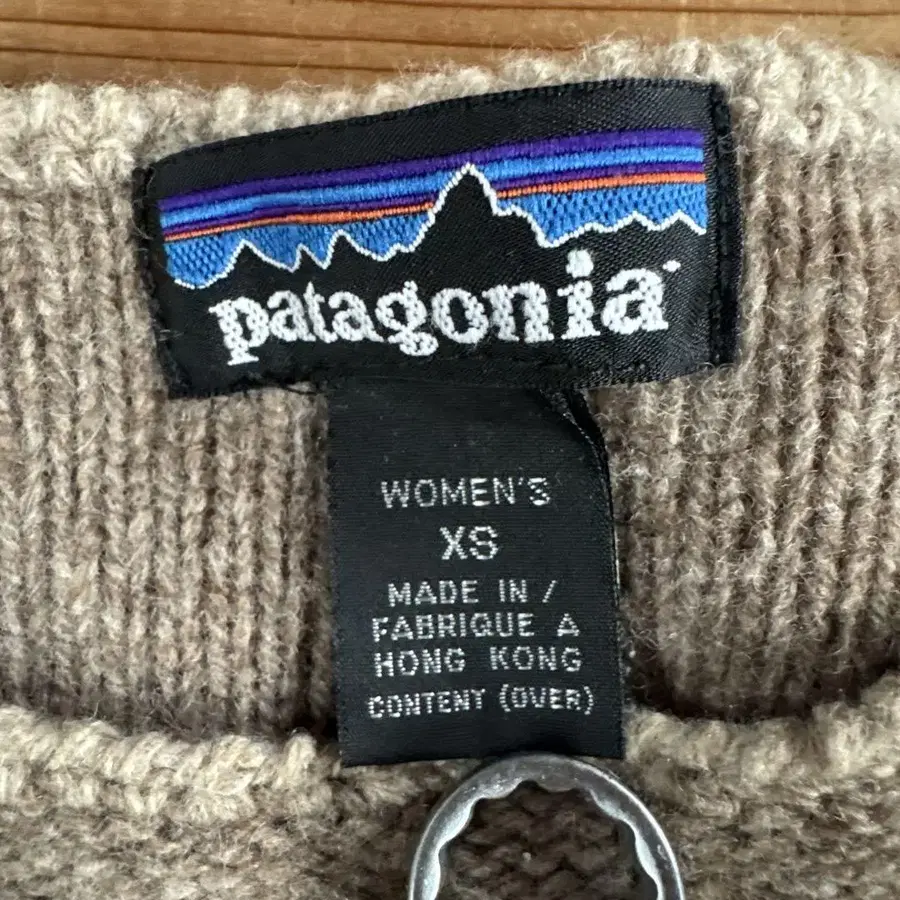 patagonia
WOMEN'S
XS
MADE IN /
FABRIQUE A
HONG KONG
CONTENT (OVER)